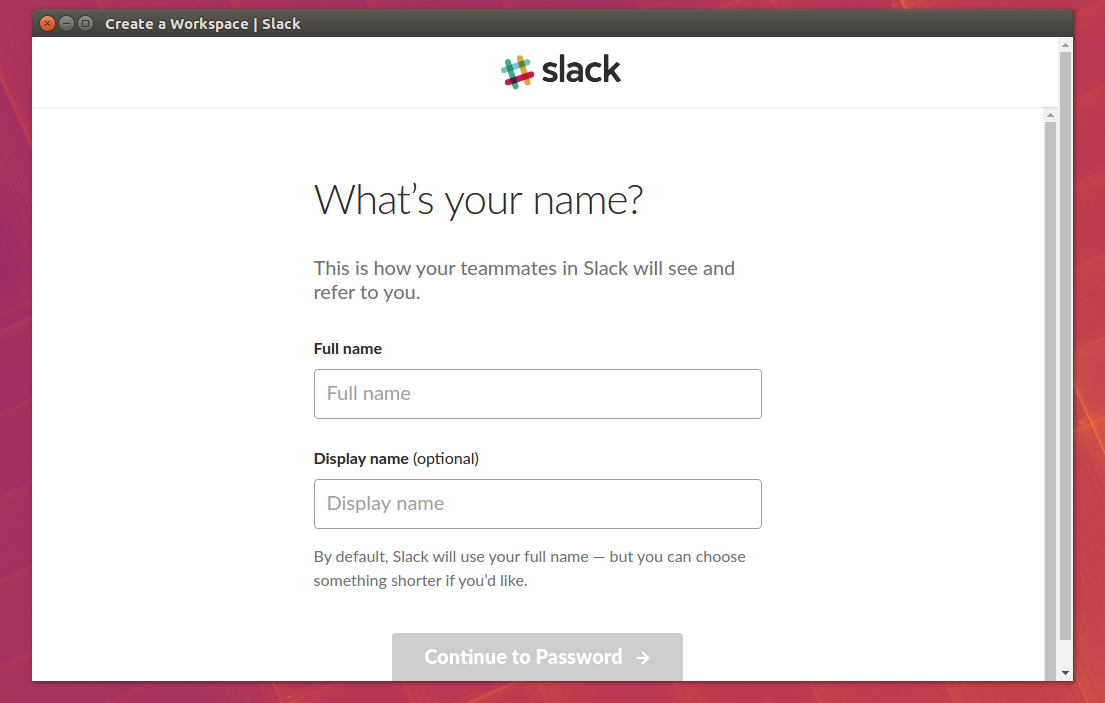 Create a Workspace | Slack
slack
What’s your name?
This is how your teammates in Slack will see and
refer to you.
Full name
Full name
Display name (optional)
Display name
By default, Slack will use your full name — but you can choose
something shorter if you’d like.
Continue to Password →